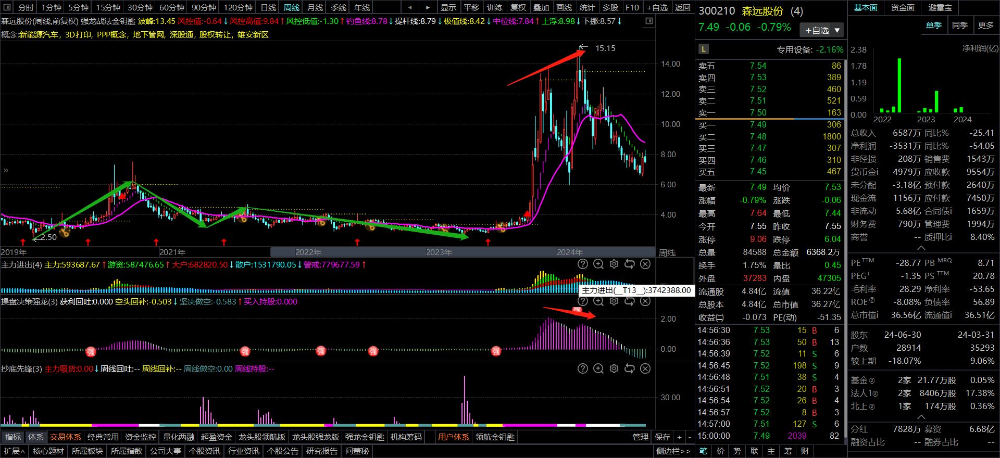 分时 1分钟 5分钟 15分钟 30分钟 60分钟 90分钟 120分钟 日线 周线 月线 季线 年线 ◂ ▸ 显示 平移 训练 复权 叠加 画线 统计 多股 F10 +自选 返回
森远股份(周线,前复权) 强龙战法金钥匙 波峰:13.45 风控值:-0.64↓风控高值:9.84↑风控低值:-1.30↑钓鱼线:8.78↓提杆线:8.79↓极值线:8.42↓中位线:7.84↑上浮:8.98↓下挪:8.57↓
概念:新能源汽车, 3D打印, PPP概念, 地下管网, 深股通, 股权转让, 雄安新区
15.15
14.00
12.00
10.00
8.00
6.00
4.00
2.50
»
2019年 2021年 2022年 2023年 2024年 周线
主力进出(4) 主力:593687.67↑游资:587476.65↑大户:682820.50↓散户:1531790.05↓警戒:779677.59↑
主力进出(__T13__):3742388.00
操盘决策强龙(3) 获利回吐:0.000 空头回补:-0.503↓坚决做空:-0.583↑买入持股:0.000
强
2.00
0.00
强 强 强 强 强
抄底先锋(3) 主力吸货:0.00↓周线回吐:-- 周线回补:-- 周线做空:0.00 周线持股:--
30.00
指标 体系 交易体系 经典常用 资金监控 量化两融 超盈资金 龙头股领航版 龙头股强龙版 强龙金钥匙 机构筹码 用户体系 领航金钥匙 管理 保存 + -
扩展∧ 核心题材 所属板块 所属指数 公司大事 个股资讯 行业资讯 个股公告 研究报告 问董秘 侧边栏>>
300210 森远股份 (4)
7.49 -0.06 -0.79% +自选 ▼
L 专用设备: -2.16%
卖五 7.54 86
卖四 7.53 389
卖三 7.52 460
卖二 7.51 521
卖一 7.50 163
买一 7.49 306
买二 7.48 1800
买三 7.47 307
买四 7.46 310
买五 7.45 467
最新 7.49 均价 7.53
涨幅 -0.79% 涨跌 -0.06
最高 7.64 最低 7.44
今开 7.55 昨收 7.55
涨停 9.06 跌停 6.04
总量 84588 总金额 6368.2万
换手 1.75% 量比 0.45
外盘 37283 内盘 47305
流通股 4.84亿 流值 36.22亿
总股本 4.84亿 总市值 36.27亿
收益㈡ -0.073 PE(动) -51.35
14:56:30 7.53 15 B 6
14:56:36 7.53 50 B 13
14:56:39 7.52 11 S 6
14:56:45 7.52 198 S 9
14:56:48 7.51 38 S 4
14:56:51 7.52 20 B 3
14:56:54 7.52 26 B 4
14:56:57 7.52 8 B 3
14:57:00 7.51 127 S 6
15:00:00 7.49 2039 82
笔 价 势 联 主 筹 财
基本面 资金面 避雷宝
单季 同季 更多
净利润(亿)
2.38
1.78
1.19
0.59
0.00
2022 2023 2024
总收入 6587万 同比% -25.41
净利润 -3531万 同比% -54.05
非经损 208万 销售费 1543万
货币金i 4979万 应收款 9554万
未分配 -3.18亿 预付款 2640万
现金流 1156万 应付款 7450万
非流动 5.68亿 合同债i 1659万
财务费 790万 管理费 1994万
商誉 -- 质押比i 8.40%
PE TTM -28.77 PB MRQ 8.71
PEG i -1.35 PS TTM 20.78
毛利率 28.29 净利率 -53.65
ROE② -8.08% 负债率 56.89
总市值i 36.56亿 流通值i 36.51亿
股东 24-06-30 24-03-31
户数 28914 35293
较上期 -18.07% 9.06%
基金② 2家 21.77万股 0.05%
法人1② 2家 8406万股 17.38%
北上② 1家 174万股 0.36%
分红 7828万 募资 6.68亿
融资占比 -- 融券占比 --